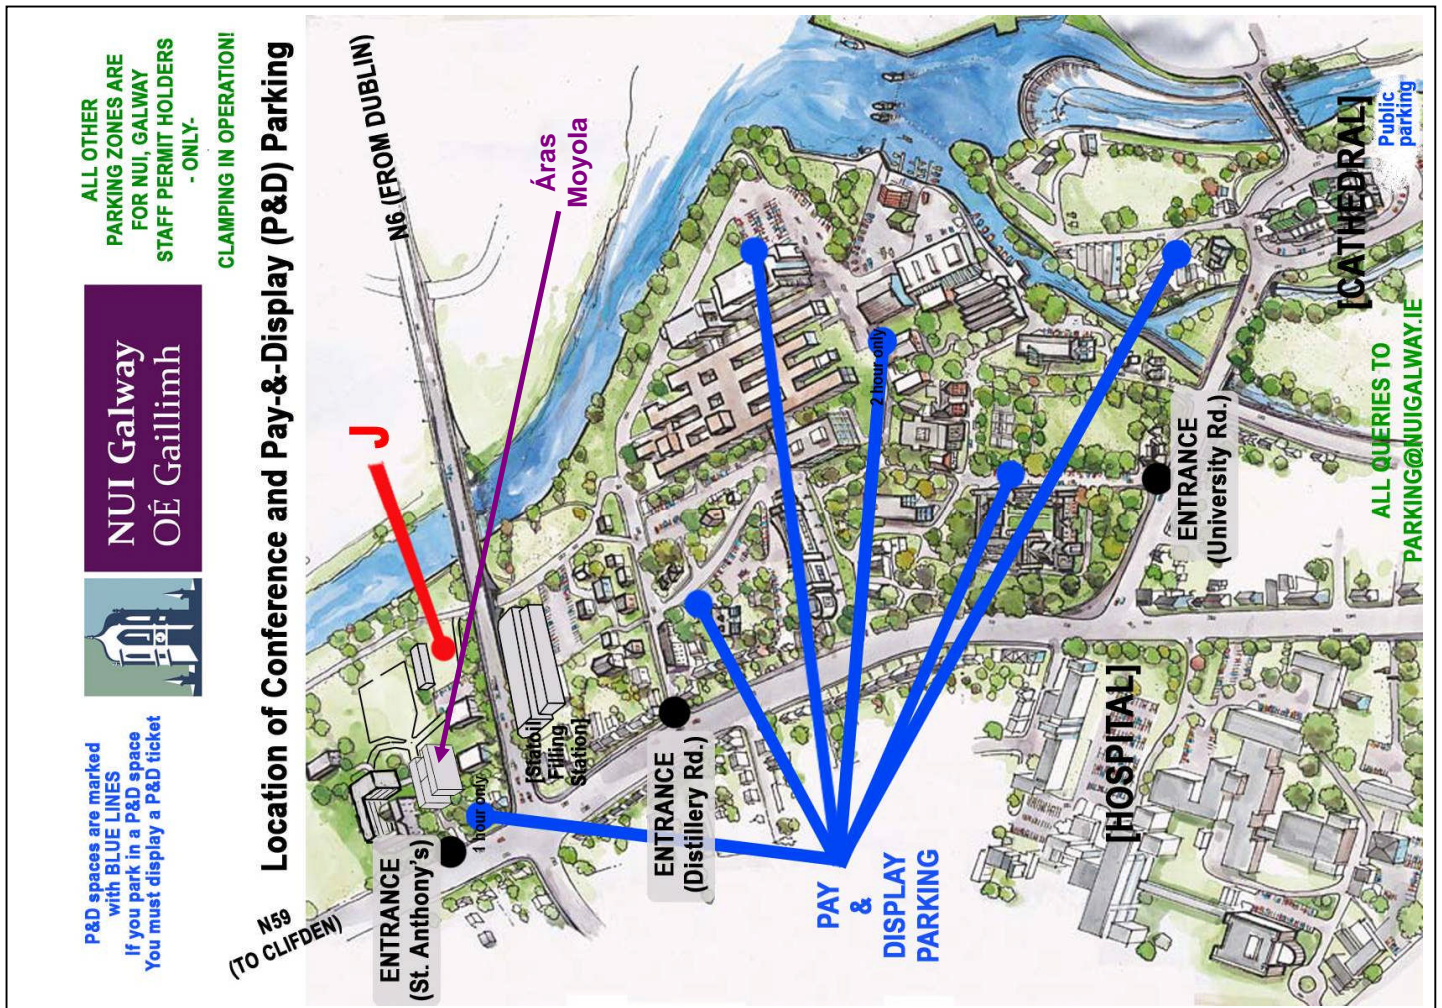 P&D spaces are marked
with BLUE LINES
If you park in a P&D space
You must display a P&D ticket
NUI Galway
OÉ Gaillimh
ALL OTHER
PARKING ZONES ARE
FOR NUI, GALWAY
STAFF PERMIT HOLDERS
- ONLY-
CLAMPING IN OPERATION!
Location of Conference and Pay-&-Display (P&D) Parking
N59
(TO CLIFDEN)
N6 (FROM DUBLIN)
J
Áras
Moyola
ENTRANCE
(St. Anthony's)
1 hour only
[Statoil
Filling
Station]
ENTRANCE
(Distillery Rd.)
PAY
&
DISPLAY
PARKING
2 hour only
ENTRANCE
(University Rd.)
[HOSPITAL]
[CATHEDRAL]
Public
parking
ALL QUERIES TO
PARKING@NUIGALWAY.IE